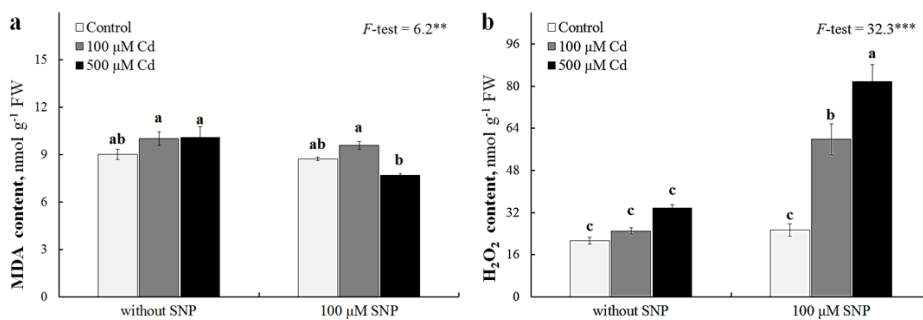 a
Control
100 μM Cd
500 μM Cd
F-test = 6.2**
MDA content, nmol g⁻¹ FW
15
12
9
6
3
0
ab
a
a
ab
a
b
without SNP
100 μM SNP
b
Control
100 μM Cd
500 μM Cd
F-test = 32.3***
H₂O₂ content, nmol g⁻¹ FW
96
80
64
48
32
16
0
c
c
c
c
b
a
without SNP
100 μM SNP